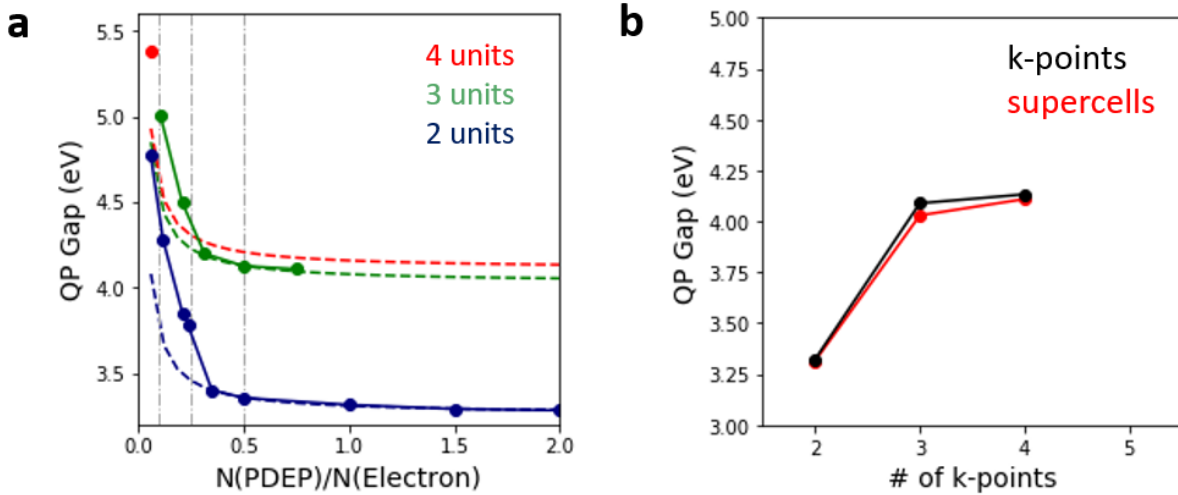 a
5.5
5.0
4.5
4.0
3.5
QP Gap (eV)
4 units
3 units
2 units
0.0
0.5
1.0
1.5
2.0
N(PDEP)/N(Electron)
b
5.00
4.75
4.50
4.25
4.00
3.75
3.50
3.25
3.00
QP Gap (eV)
k-points
supercells
2
3
4
5
# of k-points